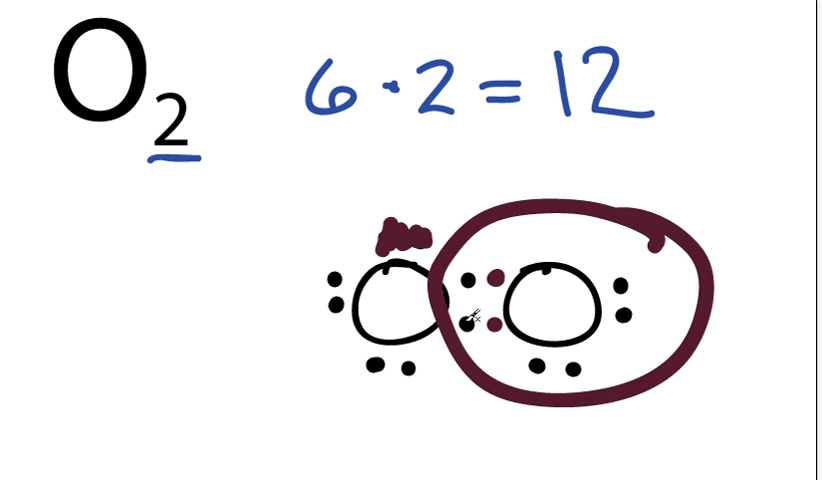 O₂ 6 · 2 = 12
O O